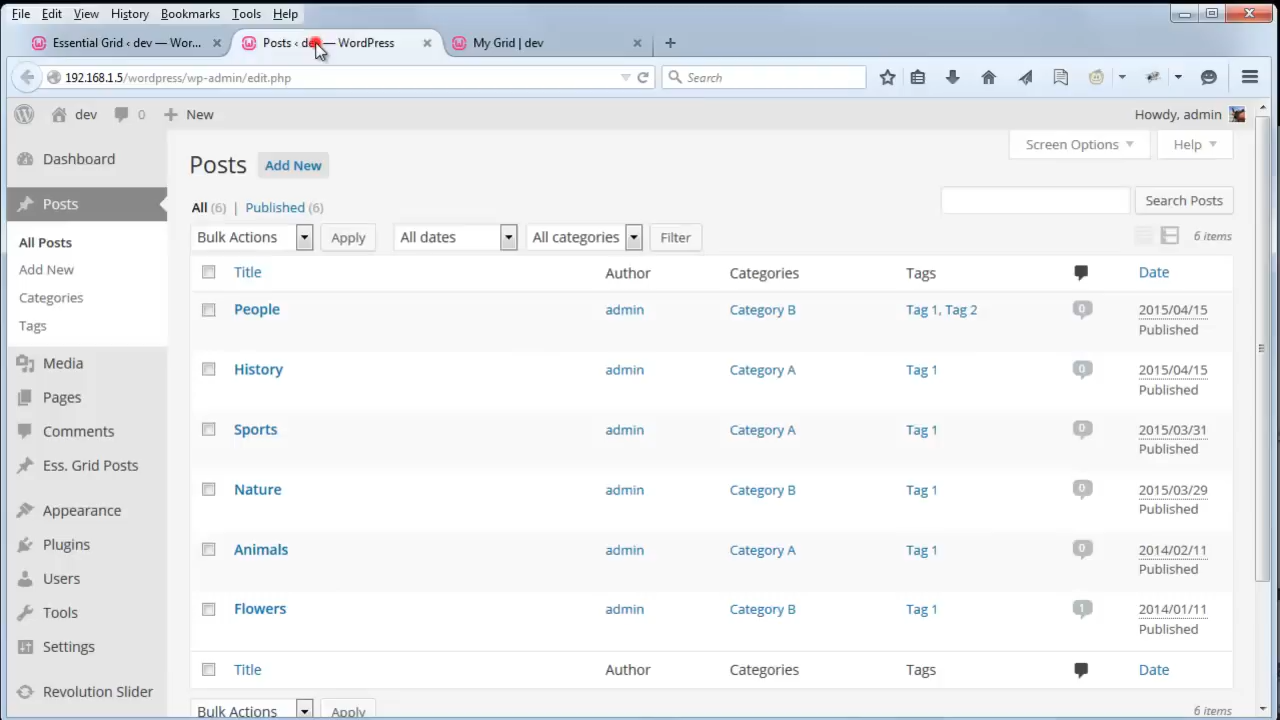 File Edit View History Bookmarks Tools Help
Essential Grid ‹ dev — Wor... Posts ‹ de — WordPress My Grid | dev
192.168.1.5/wordpress/wp-admin/edit.php Search
dev 0 New Howdy, admin
Screen Options Help
Dashboard
Posts
All Posts
Add New
Categories
Tags
Media
Pages
Comments
Ess. Grid Posts
Appearance
Plugins
Users
Tools
Settings
Revolution Slider
Posts Add New
All (6) | Published (6) Search Posts
Bulk Actions Apply All dates All categories Filter 6 items
Title Author Categories Tags Date
People admin Category B Tag 1, Tag 2 0 2015/04/15
Published
History admin Category A Tag 1 0 2015/04/15
Published
Sports admin Category A Tag 1 0 2015/03/31
Published
Nature admin Category B Tag 1 0 2015/03/29
Published
Animals admin Category A Tag 1 0 2014/02/11
Published
Flowers admin Category B Tag 1 1 2014/01/11
Published
Title Author Categories Tags Date
Bulk Actions Apply 6 items